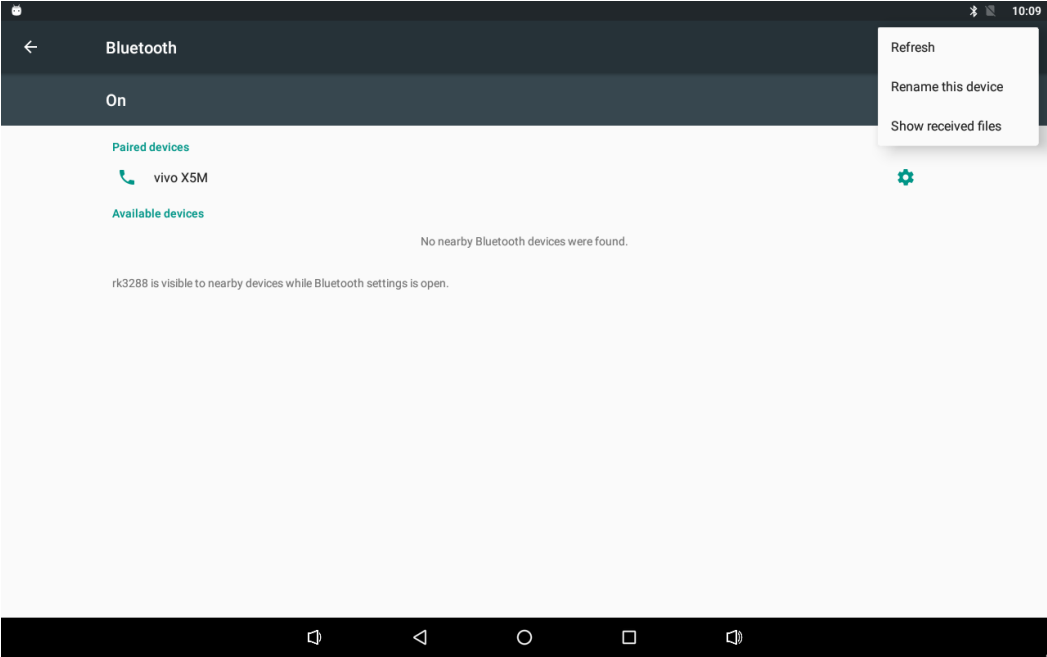 10:09
Bluetooth
Refresh
Rename this device
On
Show received files
Paired devices
vivo X5M
Available devices
No nearby Bluetooth devices were found.
rk3288 is visible to nearby devices while Bluetooth settings is open.